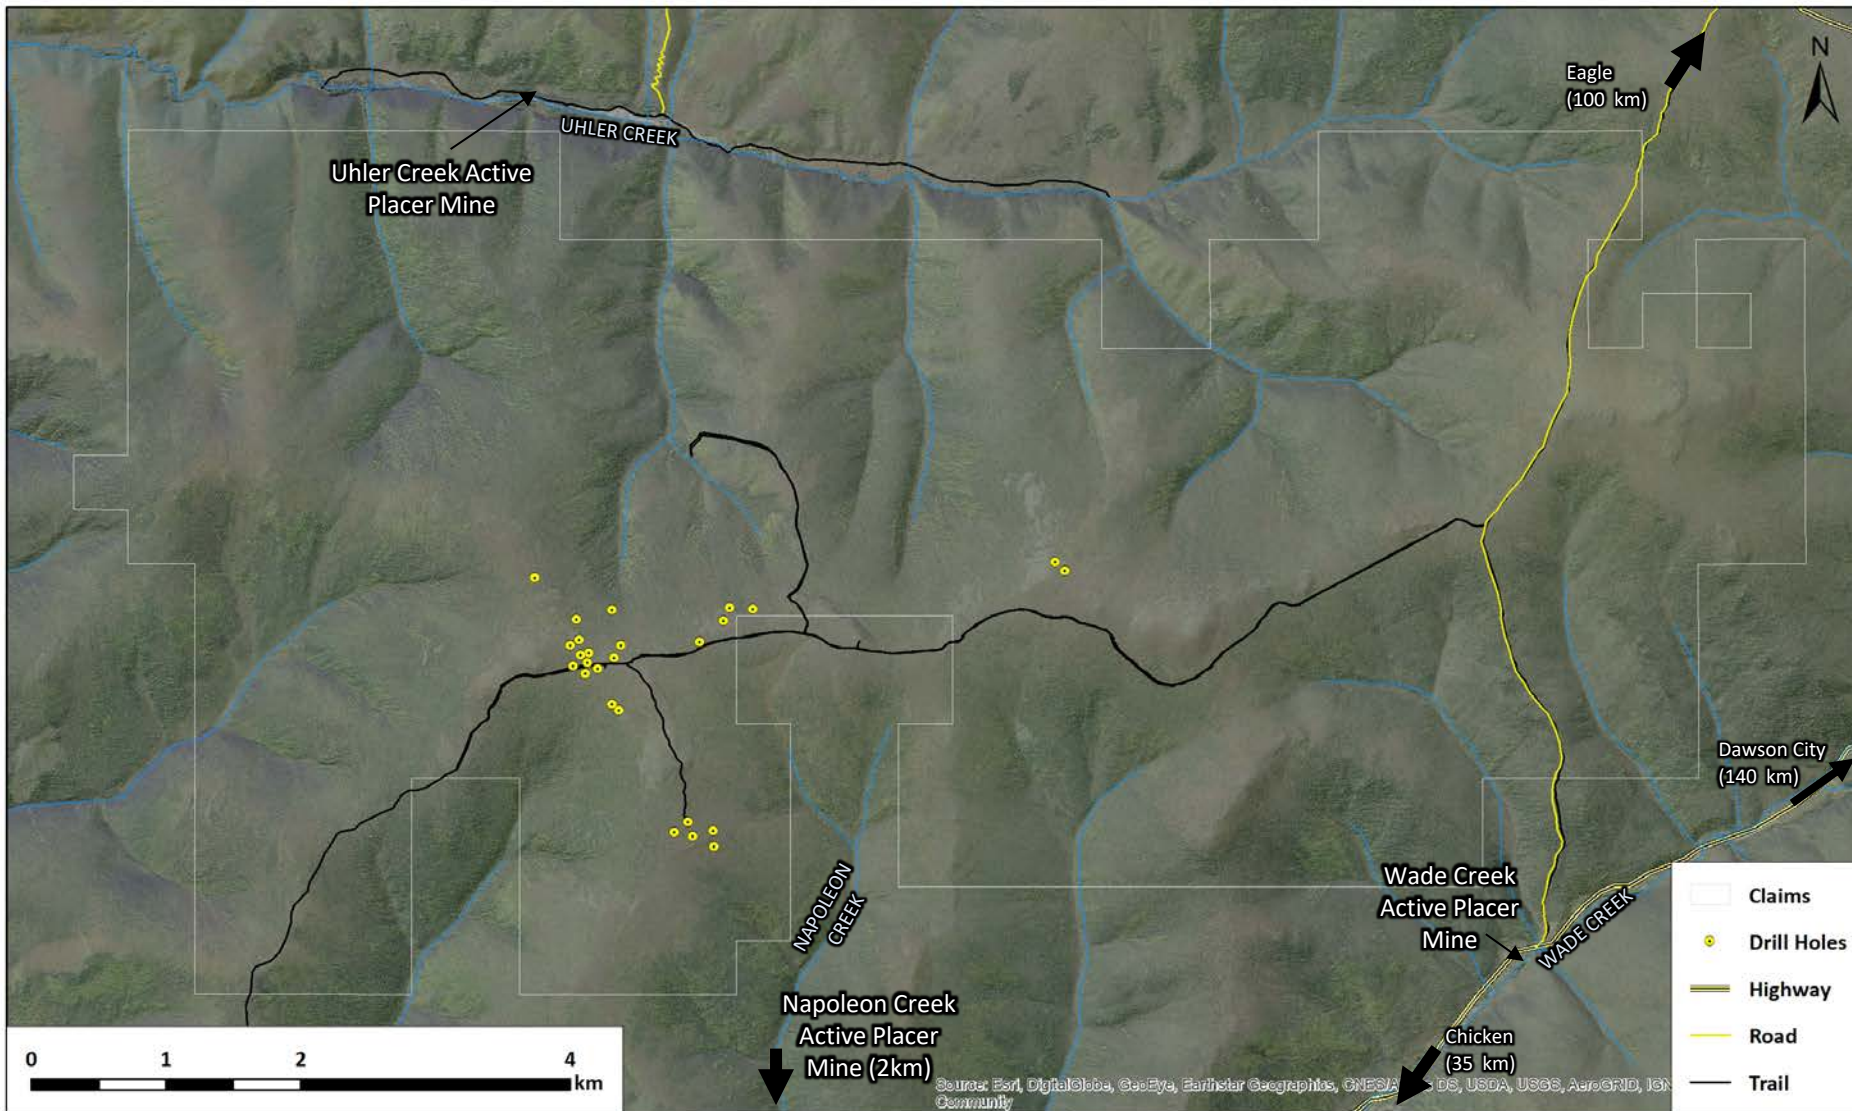 N
Eagle
(100 km)
UHLER CREEK
Uhler Creek Active
Placer Mine
Dawson City
(140 km)
NAPOLEON
CREEK
Wade Creek
Active Placer
Mine
WADE CREEK
Napoleon Creek
Active Placer
Mine (2km)
Chicken
(35 km)
Claims
Drill Holes
Highway
Road
Trail
0 1 2 4
km
Source: Esri, DigitalGlobe, GeoEye, Earthstar Geographics, DS, USDA, USGS, AeroGRID, IGN
Community